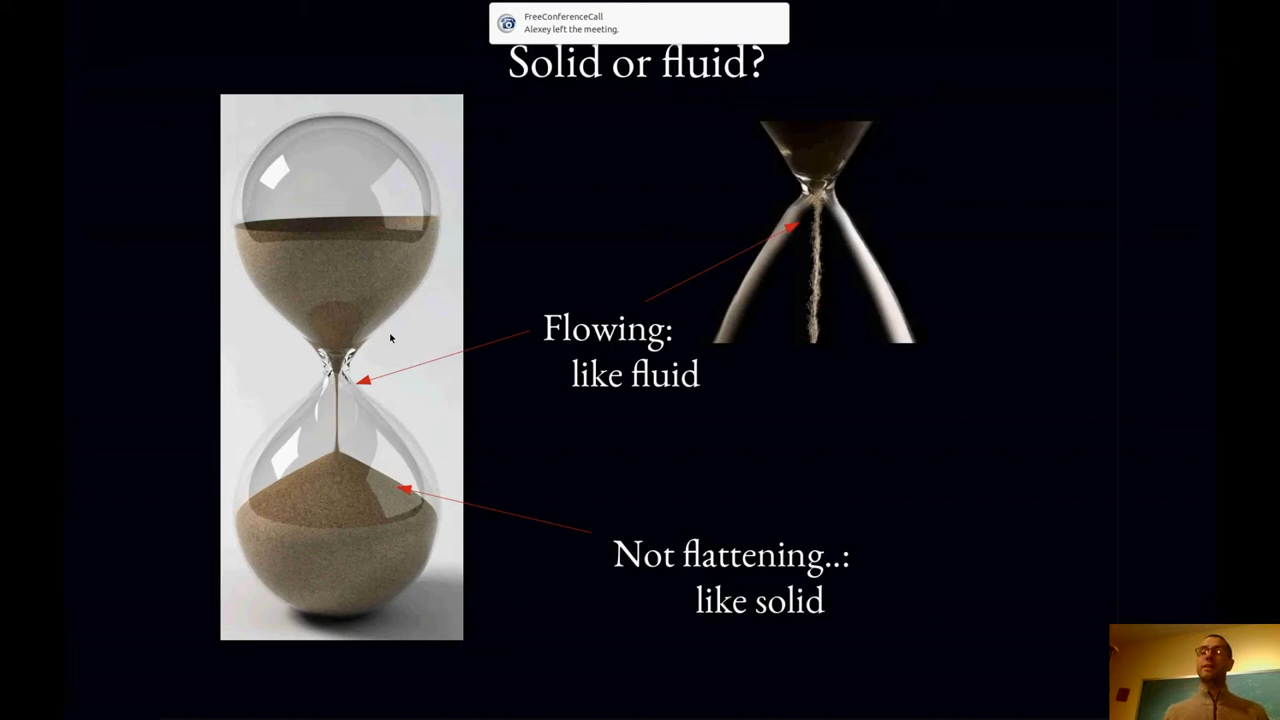 FreeConferenceCall
Alexey left the meeting.
Solid or fluid?
Flowing:
like fluid
Not flattening..:
like solid